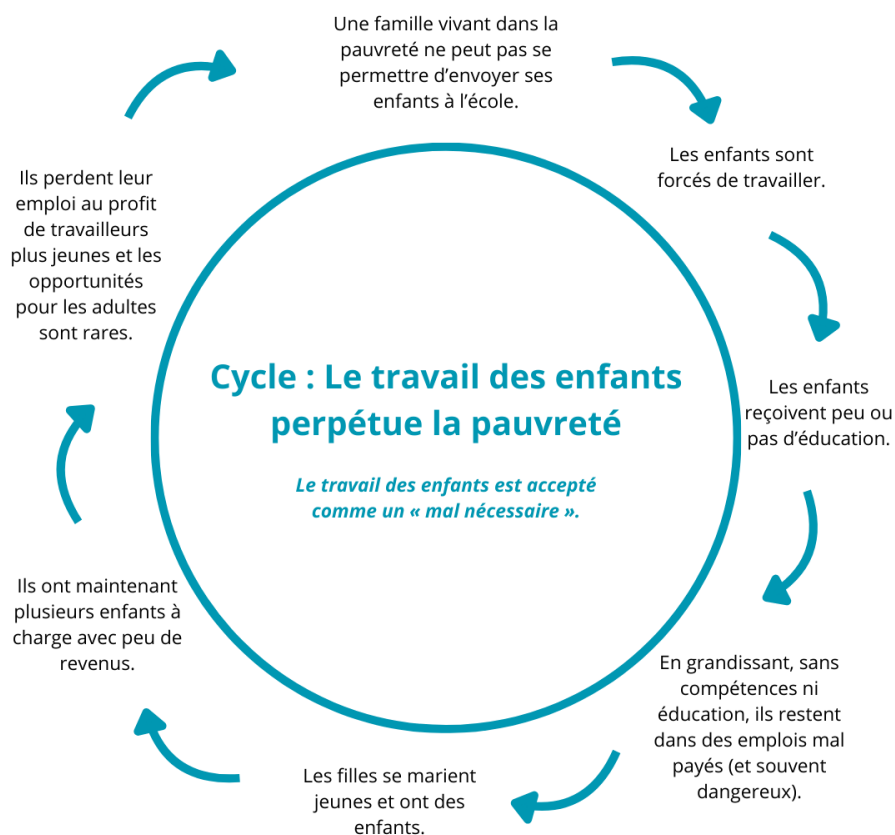 Une famille vivant dans la
pauvreté ne peut pas se
permettre d’envoyer ses
enfants à l’école.
Les enfants sont
forcés de travailler.
Les enfants
reçoivent peu ou
pas d’éducation.
En grandissant, sans
compétences ni
éducation, ils restent
dans des emplois mal
payés (et souvent
dangereux).
Les filles se marient
jeunes et ont des
enfants.
Ils ont maintenant
plusieurs enfants à
charge avec peu de
revenus.
Ils perdent leur
emploi au profit
de travailleurs
plus jeunes et les
opportunités
pour les adultes
sont rares.
Cycle : Le travail des enfants
perpétue la pauvreté
Le travail des enfants est accepté
comme un « mal nécessaire ».